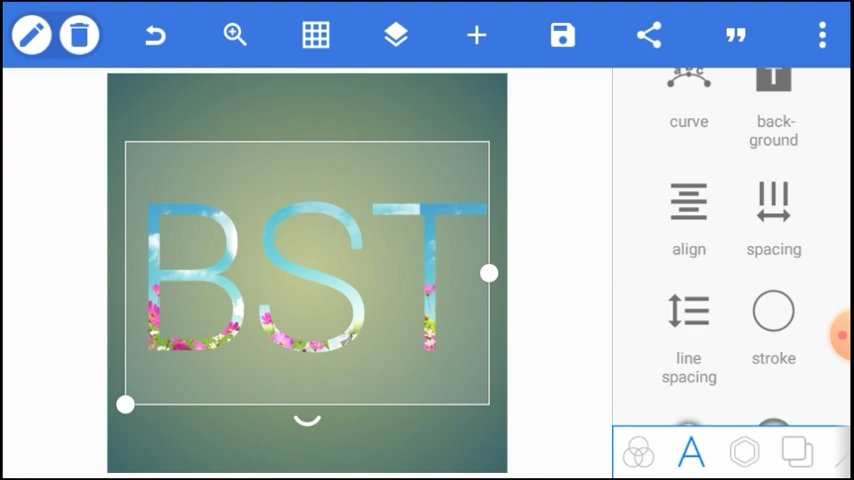 BST
curve
back-
ground
align
spacing
line
spacing
stroke